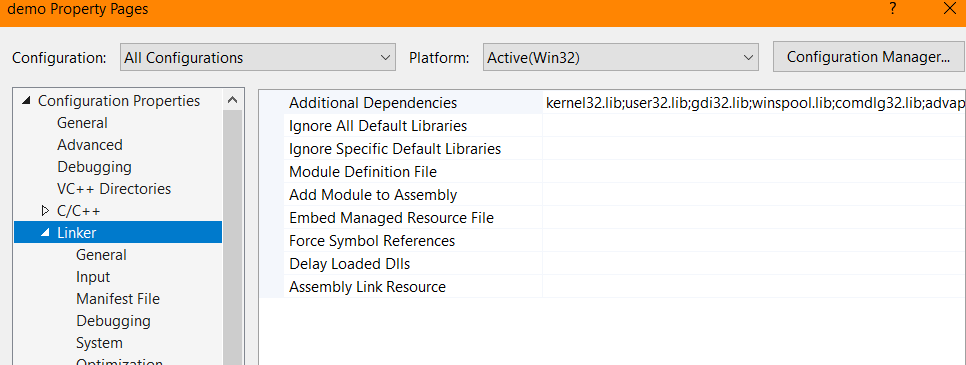 demo Property Pages ?
Configuration: All Configurations Platform: Active(Win32) Configuration Manager...
Configuration Properties
General
Advanced
Debugging
VC++ Directories
C/C++
Linker
General
Input
Manifest File
Debugging
System
Optimization
Additional Dependencies kernel32.lib;user32.lib;gdi32.lib;winspool.lib;comdlg32.lib;advap
Ignore All Default Libraries
Ignore Specific Default Libraries
Module Definition File
Add Module to Assembly
Embed Managed Resource File
Force Symbol References
Delay Loaded Dlls
Assembly Link Resource